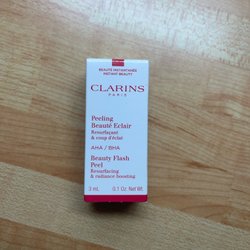 BEAUTÉ INSTANTANÉE
INSTANT BEAUTY
CLARINS
PARIS
Peeling
Beauté Eclair
Resurfaçant
& coup d'éclat
AHA / BHA
Beauty Flash
Peel
Resurfacing
& radiance boosting
3 mL 0.1 Oz Net Wt.